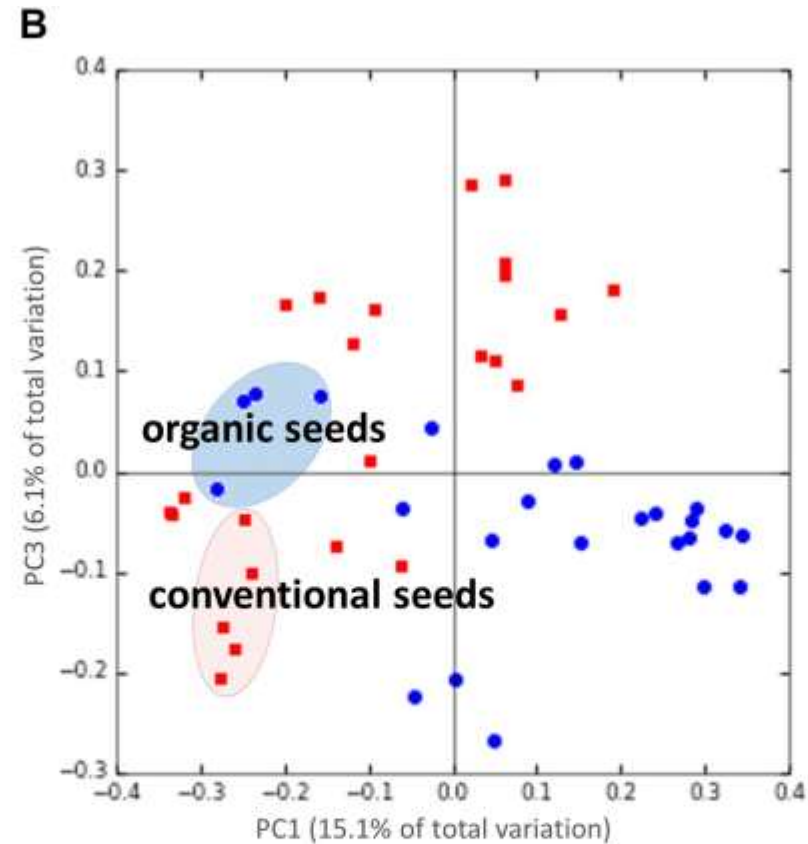 B
0.4
0.3
0.2
0.1
0.0
−0.1
−0.2
−0.3
PC3 (6.1% of total variation)
organic seeds
conventional seeds
−0.4 −0.3 −0.2 −0.1 0.0 0.1 0.2 0.3 0.4
PC1 (15.1% of total variation)